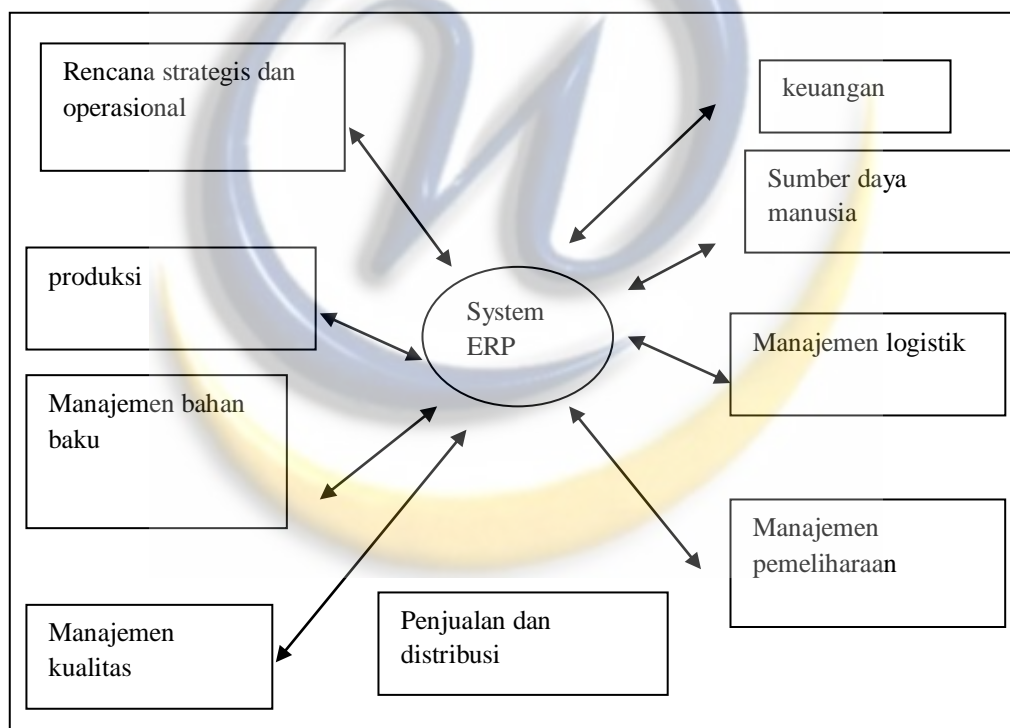 Rencana strategis dan
operasional
keuangan
Sumber daya
manusia
produksi
System
ERP
Manajemen logistik
Manajemen bahan
baku
Manajemen
pemeliharaan
Manajemen
kualitas
Penjualan dan
distribusi